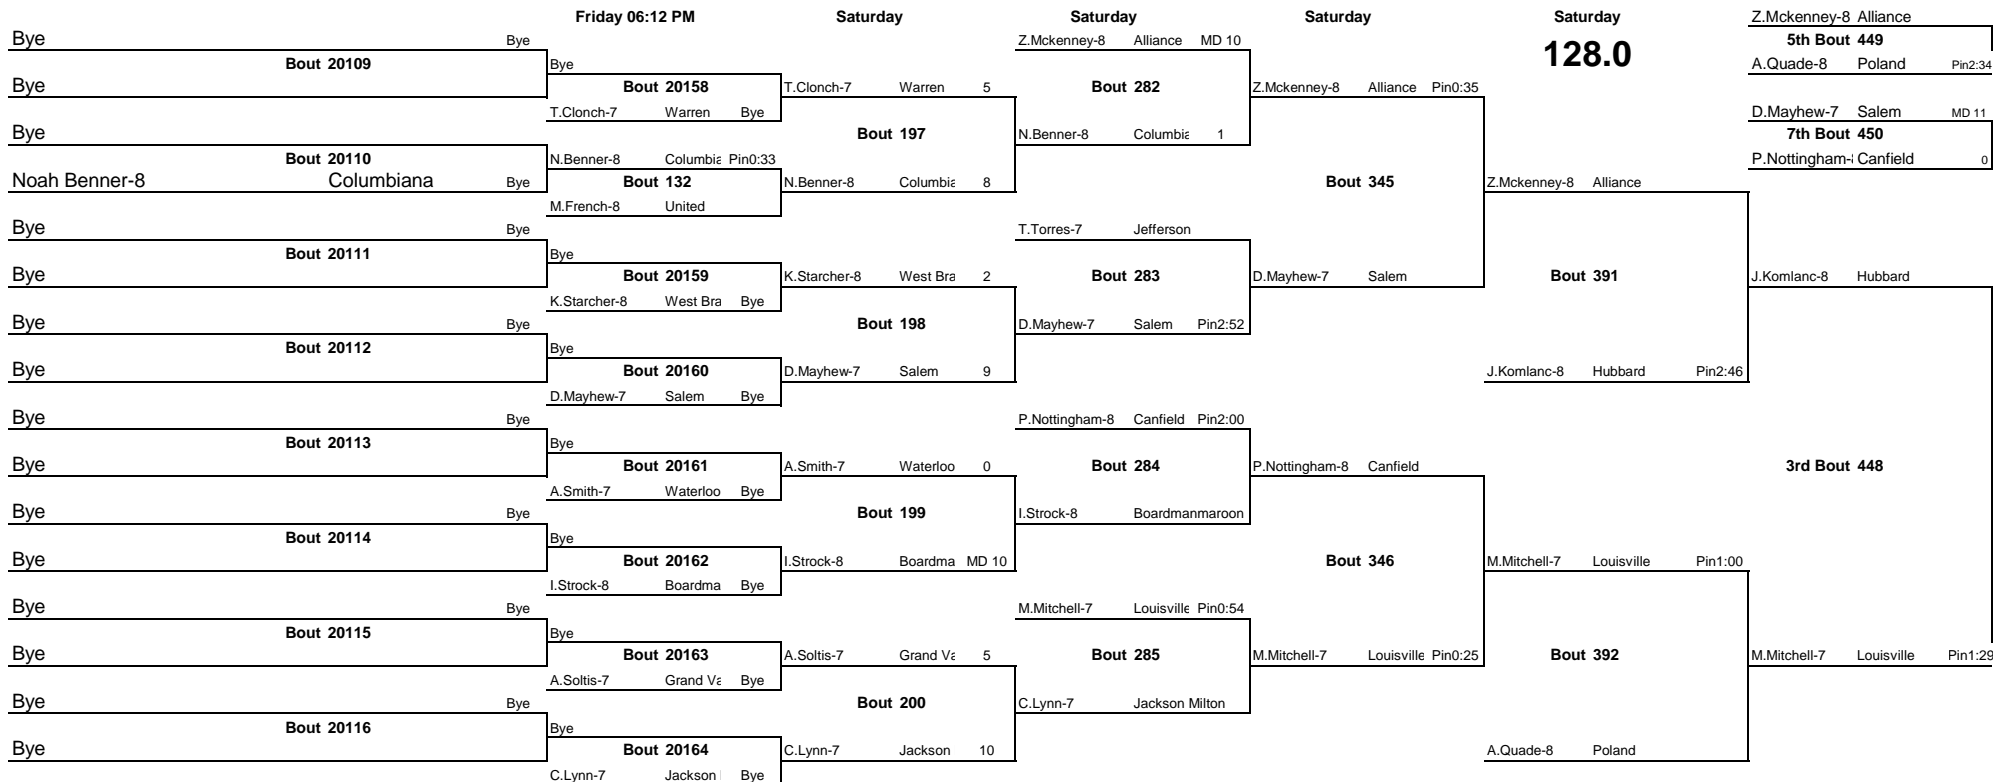 Friday 06:12 PM Saturday Saturday Saturday Saturday Z.Mckenney-8 Alliance
Bye Bye Z.Mckenney-8 Alliance MD 10 128.0 5th Bout 449
Bout 20109 Bye A.Quade-8 Poland Pin2:34
Bye Bout 20158 T.Clonch-7 Warren 5 Bout 282 Z.Mckenney-8 Alliance Pin0:35
T.Clonch-7 Warren Bye D.Mayhew-7 Salem MD 11
Bye Bout 197 N.Benner-8 Columbia 1 7th Bout 450
Bout 20110 N.Benner-8 Columbia Pin0:33 P.Nottingham- Canfield 0
Noah Benner-8 Columbiana Bye Bout 132 N.Benner-8 Columbia 8 Bout 345 Z.Mckenney-8 Alliance
M.French-8 United
Bye Bye T.Torres-7 Jefferson
Bout 20111 Bye
Bye Bout 20159 K.Starcher-8 West Bra 2 Bout 283 D.Mayhew-7 Salem Bout 391 J.Komlanc-8 Hubbard
K.Starcher-8 West Bra Bye
Bye Bye Bout 198 D.Mayhew-7 Salem Pin2:52
Bout 20112 Bye
Bye Bout 20160 D.Mayhew-7 Salem 9 J.Komlanc-8 Hubbard Pin2:46
D.Mayhew-7 Salem Bye
Bye Bye P.Nottingham-8 Canfield Pin2:00
Bout 20113 Bye
Bye Bout 20161 A.Smith-7 Waterloo 0 Bout 284 P.Nottingham-8 Canfield 3rd Bout 448
A.Smith-7 Waterloo Bye
Bye Bye Bout 199 I.Strock-8 Boardmanmaroon
Bout 20114 Bye
Bye Bout 20162 I.Strock-8 Boardma MD 10 Bout 346 M.Mitchell-7 Louisville Pin1:00
I.Strock-8 Boardma Bye
Bye Bye M.Mitchell-7 Louisville Pin0:54
Bout 20115 Bye
Bye Bout 20163 A.Soltis-7 Grand Va 5 Bout 285 M.Mitchell-7 Louisville Pin0:25 Bout 392 M.Mitchell-7 Louisville Pin1:29
A.Soltis-7 Grand Va Bye
Bye Bye Bout 200 C.Lynn-7 Jackson Milton
Bout 20116 Bye
Bye Bout 20164 C.Lynn-7 Jackson 10 A.Quade-8 Poland
C.Lynn-7 Jackson Bye